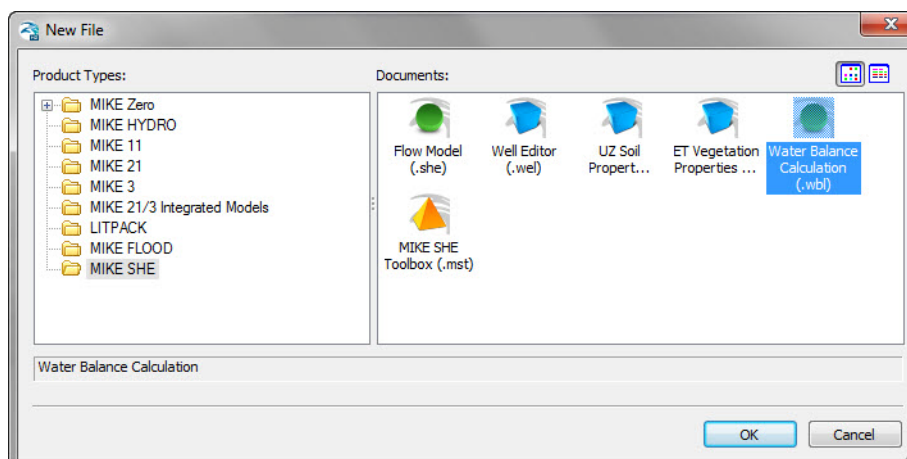 New File
Product Types:
Documents:
MIKE Zero
MIKE HYDRO
MIKE 11
MIKE 21
MIKE 3
MIKE 21/3 Integrated Models
LITPACK
MIKE FLOOD
MIKE SHE
Flow Model
(.she)
Well Editor
(.wel)
UZ Soil
Propert...
ET Vegetation
Properties ...
Water Balance
Calculation
(.wbl)
MIKE SHE
Toolbox (.mst)
Water Balance Calculation
OK
Cancel